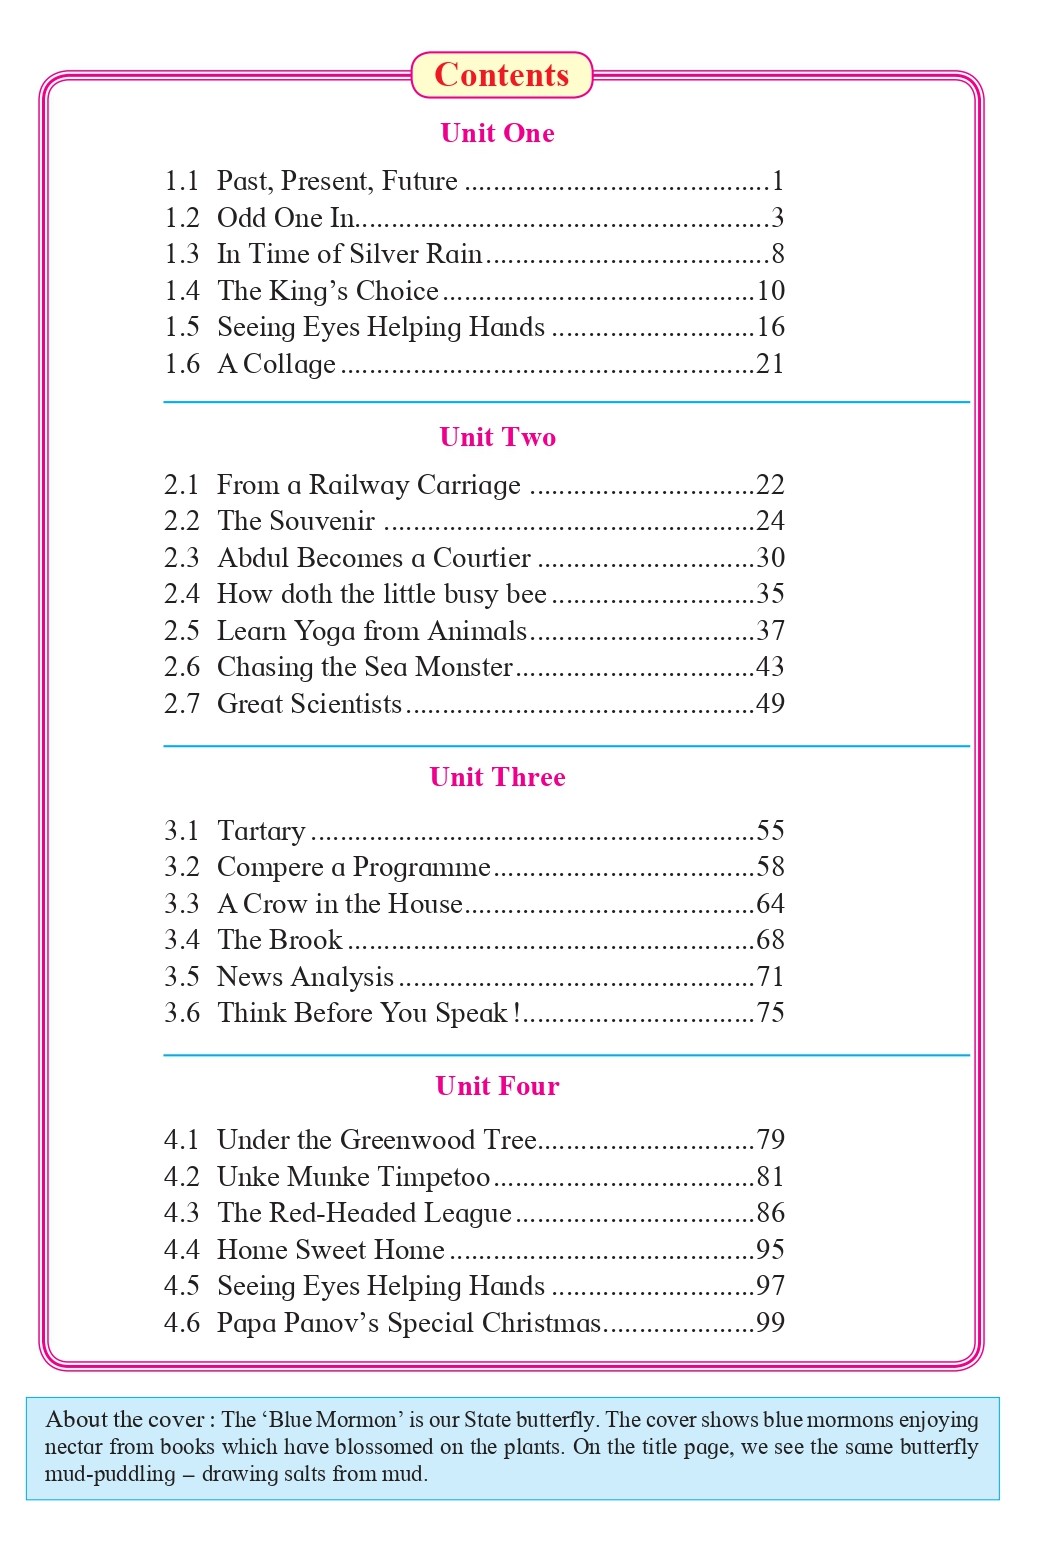 Contents
Unit One
1.1 Past, Present, Future ..........................................1
1.2 Odd One In.........................................................3
1.3 In Time of Silver Rain.......................................8
1.4 The King’s Choice...........................................10
1.5 Seeing Eyes Helping Hands ............................16
1.6 A Collage.........................................................21
Unit Two
2.1 From a Railway Carriage ...............................22
2.2 The Souvenir ...................................................24
2.3 Abdul Becomes a Courtier ..............................30
2.4 How doth the little busy bee............................35
2.5 Learn Yoga from Animals...............................37
2.6 Chasing the Sea Monster.................................43
2.7 Great Scientists................................................49
Unit Three
3.1 Tartary.............................................................55
3.2 Compere a Programme....................................58
3.3 A Crow in the House........................................64
3.4 The Brook........................................................68
3.5 News Analysis.................................................71
3.6 Think Before You Speak !................................75
Unit Four
4.1 Under the Greenwood Tree..............................79
4.2 Unke Munke Timpetoo....................................81
4.3 The Red-Headed League.................................86
4.4 Home Sweet Home ..........................................95
4.5 Seeing Eyes Helping Hands ............................97
4.6 Papa Panov’s Special Christmas.....................99
About the cover : The ‘Blue Mormon’ is our State butterfly. The cover shows blue mormons enjoying
nectar from books which have blossomed on the plants. On the title page, we see the same butterfly
mud-puddling – drawing salts from mud.